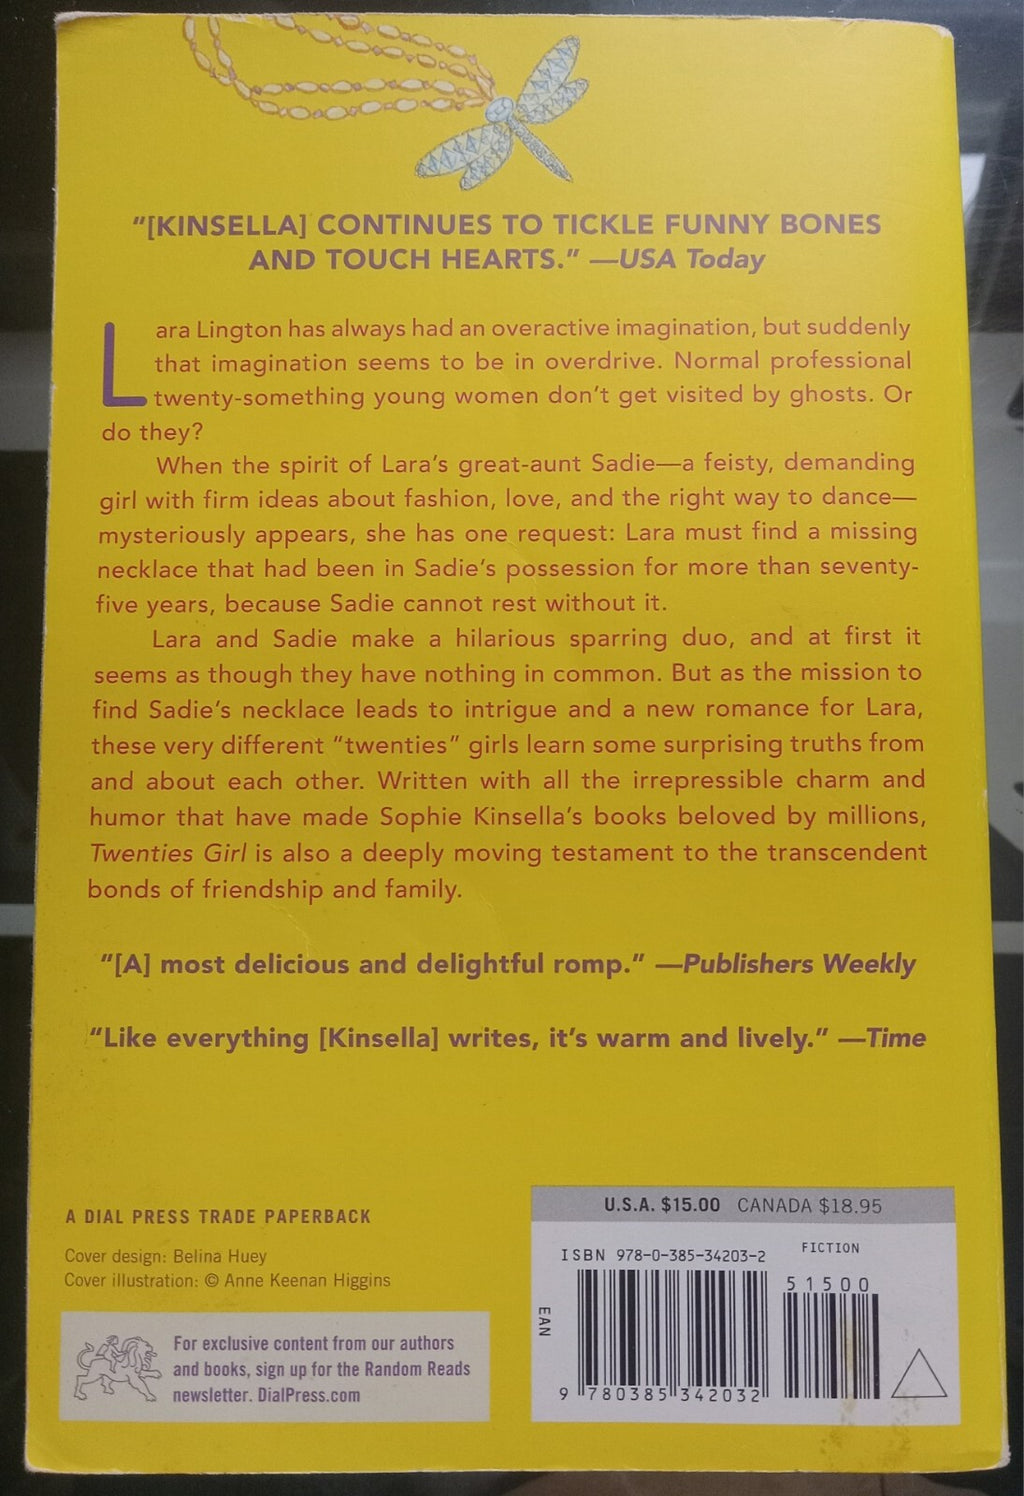 "[KINSELLA] CONTINUES TO TICKLE FUNNY BONES
AND TOUCH HEARTS." —USA Today
Lara Lington has always had an overactive imagination, but suddenly
that imagination seems to be in overdrive. Normal professional
twenty-something young women don't get visited by ghosts. Or
do they?
When the spirit of Lara's great-aunt Sadie—a feisty, demanding
girl with firm ideas about fashion, love, and the right way to dance—
mysteriously appears, she has one request: Lara must find a missing
necklace that had been in Sadie's possession for more than seventy-
five years, because Sadie cannot rest without it.
Lara and Sadie make a hilarious sparring duo, and at first it
seems as though they have nothing in common. But as the mission to
find Sadie's necklace leads to intrigue and a new romance for Lara,
these very different "twenties" girls learn some surprising truths from
and about each other. Written with all the irrepressible charm and
humor that have made Sophie Kinsella's books beloved by millions,
Twenties Girl is also a deeply moving testament to the transcendent
bonds of friendship and family.
"[A] most delicious and delightful romp." —Publishers Weekly
"Like everything [Kinsella] writes, it's warm and lively." —Time
A DIAL PRESS TRADE PAPERBACK
Cover design: Belina Huey
Cover illustration: © Anne Keenan Higgins
For exclusive content from our authors
and books, sign up for the Random Reads
newsletter. DialPress.com
U.S.A. $15.00 CANADA $18.95
FICTION
ISBN 978-0-385-34203-2
51500
EAN
9 780385 342032